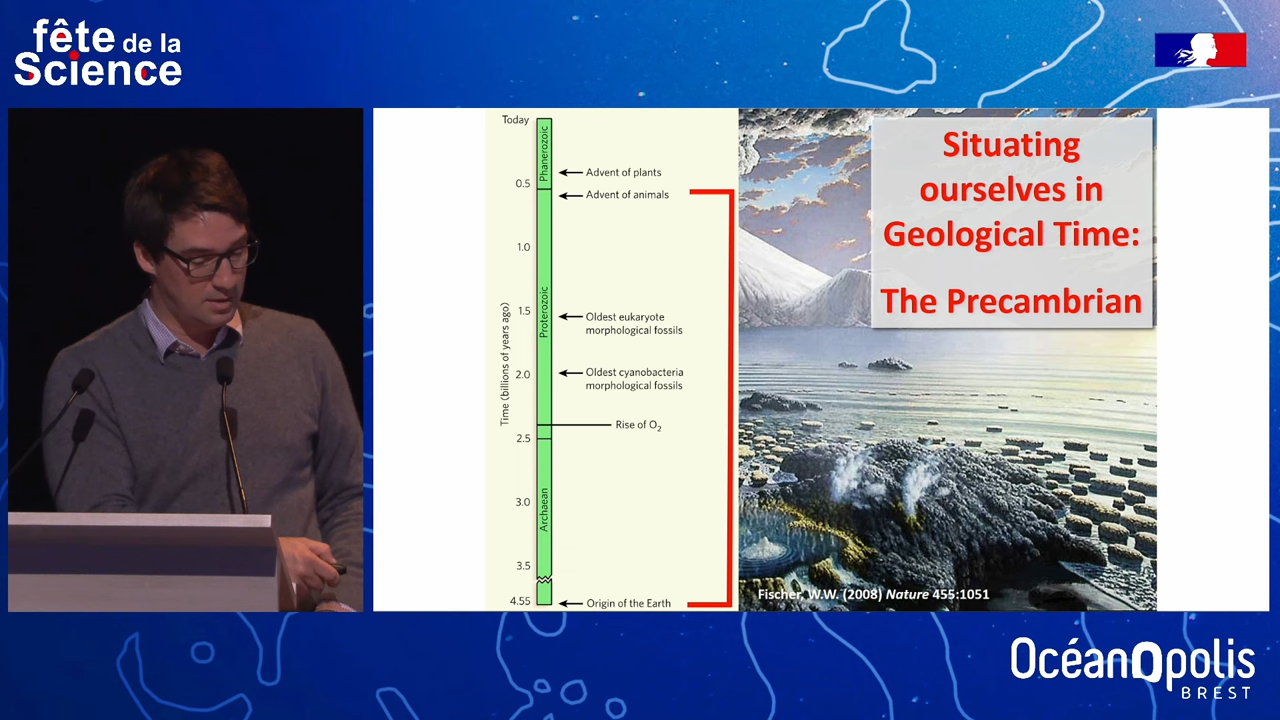 fête de la
Science
Today
Phanerozoic
Advent of plants
0.5
Advent of animals
1.0
Proterozoic
1.5
Oldest eukaryote
morphological fossils
Time (billions of years ago)
2.0
Oldest cyanobacteria
morphological fossils
Rise of O₂
2.5
3.0
Archaean
3.5
4.55
Origin of the Earth
Situating
ourselves in
Geological Time:
The Precambrian
Fischer, W.W. (2008) Nature 455:1051
OcéanOpolis
BREST